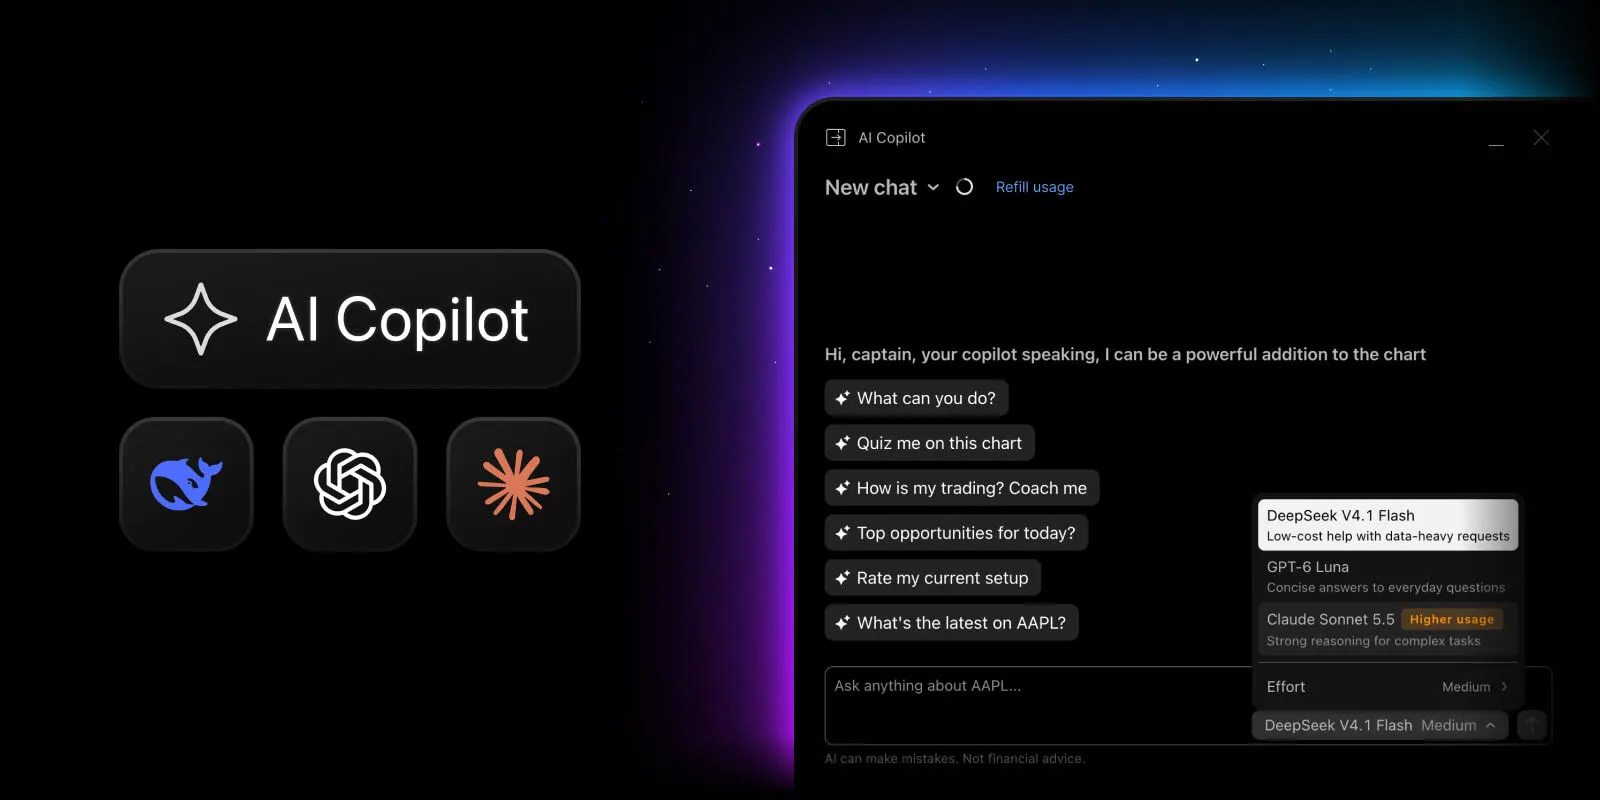 AI Copilot
AI Copilot
New chat
Refill usage
Hi, captain, your copilot speaking, I can be a powerful addition to the chart
What can you do?
Quiz me on this chart
How is my trading? Coach me
Top opportunities for today?
Rate my current setup
What's the latest on AAPL?
DeepSeek V4.1 Flash
Low-cost help with data-heavy requests
GPT-6 Luna
Concise answers to everyday questions
Claude Sonnet 5.5 Higher usage
Strong reasoning for complex tasks
Effort Medium
Ask anything about AAPL...
DeepSeek V4.1 Flash Medium
AI can make mistakes. Not financial advice.